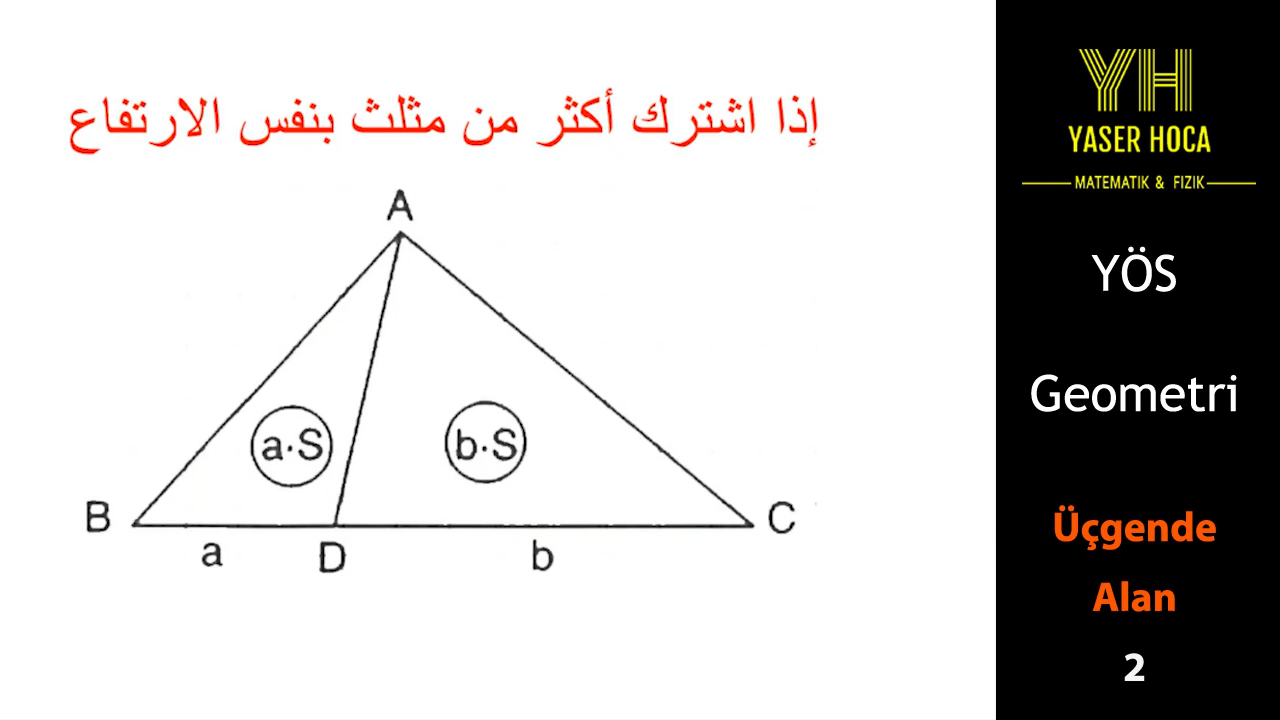 إذا اشترك أكثر من مثلث بنفس الارتفاع
A
a·S
b·S
B
C
a
D
b
YH
YASER HOCA
MATEMATIK & FIZIK
YÖS
Geometri
Üçgende
Alan
2